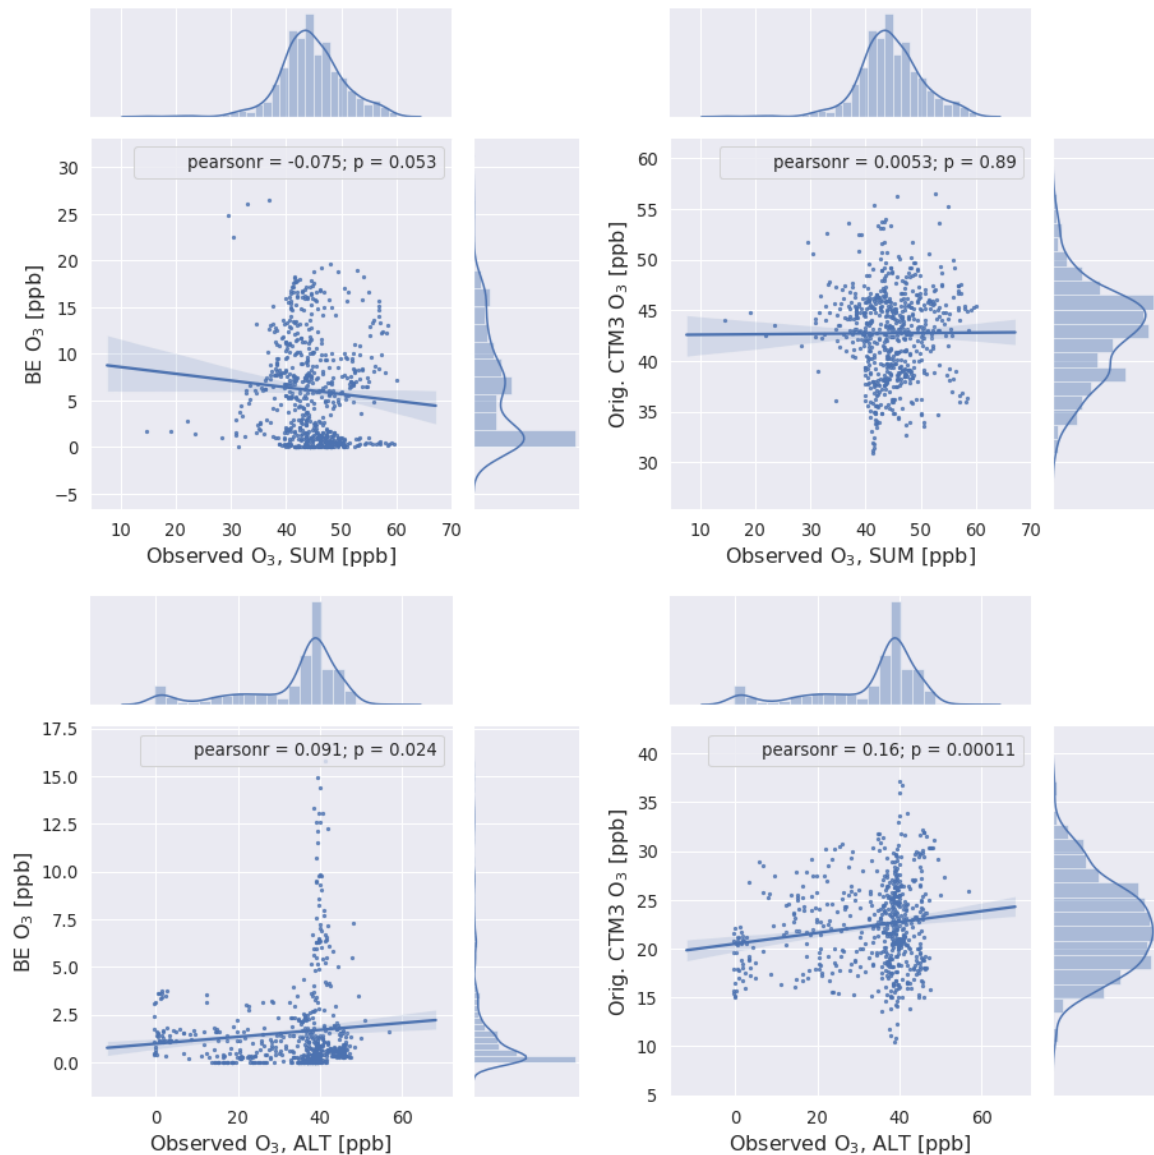 pearsonr = -0.075; p = 0.053
BE O₃ [ppb]
30
25
20
15
10
5
0
−5
10 20 30 40 50 60 70
Observed O₃, SUM [ppb]
pearsonr = 0.0053; p = 0.89
Orig. CTM3 O₃ [ppb]
60
55
50
45
40
35
30
10 20 30 40 50 60 70
Observed O₃, SUM [ppb]
pearsonr = 0.091; p = 0.024
BE O₃ [ppb]
17.5
15.0
12.5
10.0
7.5
5.0
2.5
0.0
0 20 40 60
Observed O₃, ALT [ppb]
pearsonr = 0.16; p = 0.00011
Orig. CTM3 O₃ [ppb]
40
35
30
25
20
15
10
5
0 20 40 60
Observed O₃, ALT [ppb]